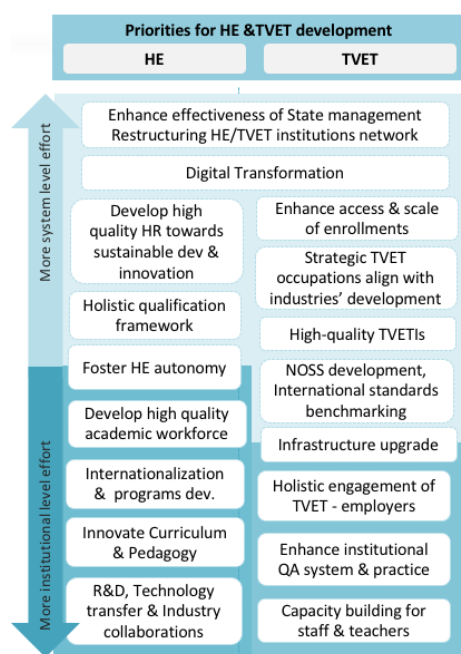 Priorities for HE &TVET development
HE
TVET
More system level effort
More institutional level effort
Enhance effectiveness of State management
Restructuring HE/TVET institutions network
Digital Transformation
Develop high
quality HR towards
sustainable dev &
innovation
Holistic qualification
framework
Foster HE autonomy
Develop high quality
academic workforce
Internationalization
& programs dev.
Innovate Curriculum
& Pedagogy
R&D, Technology
transfer & Industry
collaborations
Enhance access & scale
of enrollments
Strategic TVET
occupations align with
industries’ development
High-quality TVETIs
NOSS development,
International standards
benchmarking
Infrastructure upgrade
Holistic engagement of
TVET - employers
Enhance institutional
QA system & practice
Capacity building for
staff & teachers